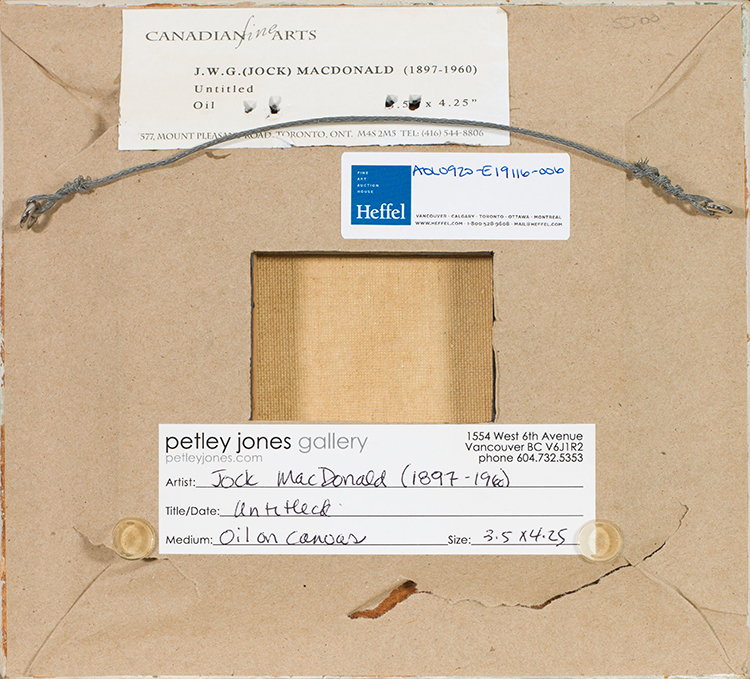 CANADIAN fine ARTS
J.W.G.(JOCK) MACDONALD (1897-1960)
Untitled
Oil .5 x 4.25"
577, MOUNT ROAD, TORONTO, ONT. M4S 2M5 TEL: (416) 544-8806
FINE
ART
AUCTION
HOUSE
Heffel
A0L0920-E19116-006
VANCOUVER · CALGARY · TORONTO · OTTAWA · MONTREAL
WWW.HEFFEL.COM · 1 800 528 9608 · MAIL@HEFFEL.COM
petley jones gallery
petleyjones.com
1554 West 6th Avenue
Vancouver BC V6J1R2
phone 604.732.5353
Artist: Jock MacDonald (1897-1960)
Title/Date: Untitled
Medium: Oil on canvas Size: 3.5 x 4.25